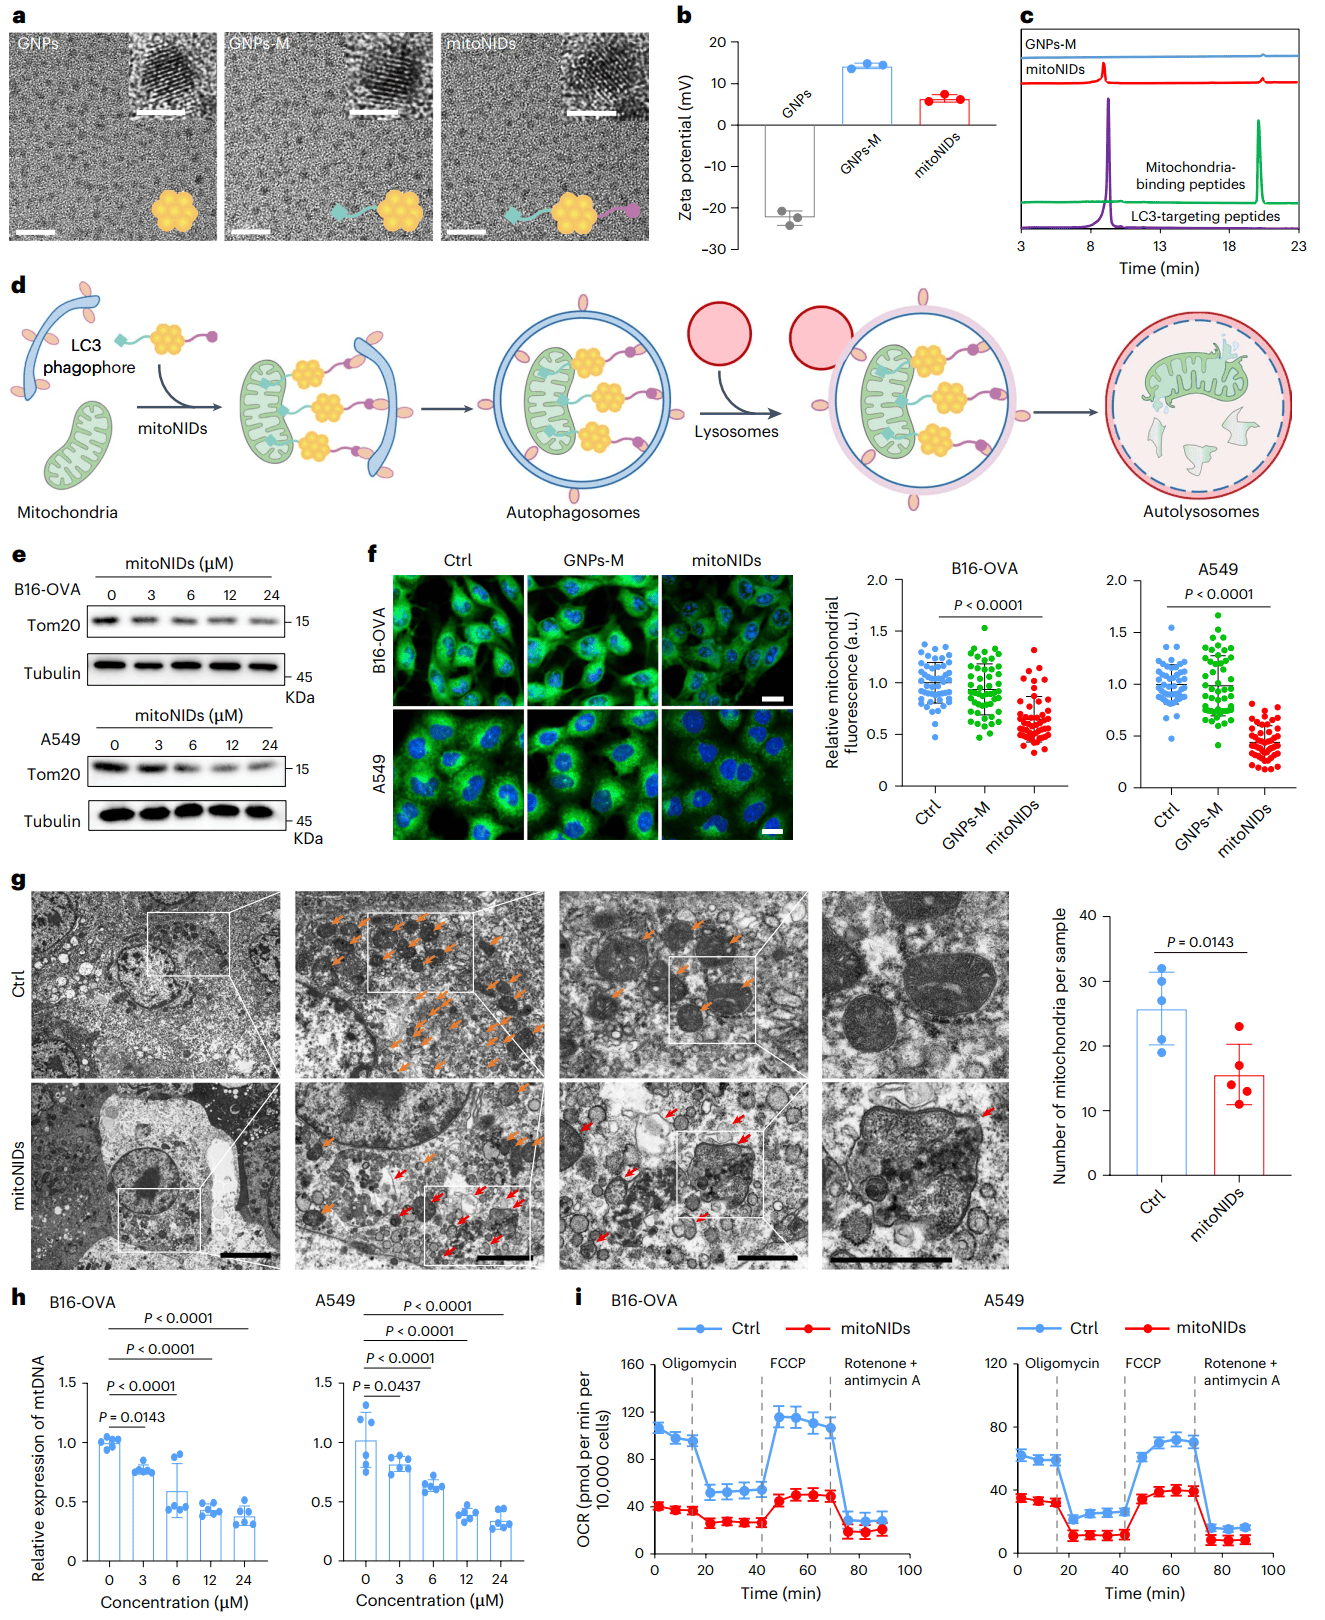 a
GNPs
GNPs-M
mitoNIDs
b
Zeta potential (mV)
20
10
0
−10
−20
−30
GNPs
GNPs-M
mitoNIDs
c
GNPs-M
mitoNIDs
Mitochondria-
binding peptides
LC3-targeting peptides
3 8 13 18 23
Time (min)
d
LC3
phagophore
mitoNIDs
Mitochondria
Autophagosomes
Lysosomes
Autolysosomes
e
mitoNIDs (μM)
B16-OVA
0 3 6 12 24
Tom20
15
Tubulin
45
KDa
mitoNIDs (μM)
A549
0 3 6 12 24
Tom20
15
Tubulin
45
KDa
f
Ctrl GNPs-M mitoNIDs
B16-OVA
A549
B16-OVA
P < 0.0001
Relative mitochondrial
fluorescence (a.u.)
2.0
1.5
1.0
0.5
0
Ctrl
GNPs-M
mitoNIDs
A549
P < 0.0001
2.0
1.5
1.0
0.5
0
Ctrl
GNPs-M
mitoNIDs
g
Ctrl
mitoNIDs
Number of mitochondria per sample
40
30
20
10
0
P = 0.0143
Ctrl
mitoNIDs
h
B16-OVA
P < 0.0001
P < 0.0001
P < 0.0001
P = 0.0143
Relative expression of mtDNA
1.5
1.0
0.5
0
0 3 6 12 24
Concentration (μM)
A549
P < 0.0001
P < 0.0001
P < 0.0001
P = 0.0437
1.5
1.0
0.5
0
0 3 6 12 24
Concentration (μM)
i
B16-OVA
Ctrl mitoNIDs
Oligomycin FCCP Rotenone +
antimycin A
OCR (pmol per min per
10,000 cells)
160
120
80
40
0
0 20 40 60 80 100
Time (min)
A549
Ctrl mitoNIDs
Oligomycin FCCP Rotenone +
antimycin A
120
80
40
0
0 20 40 60 80 100
Time (min)